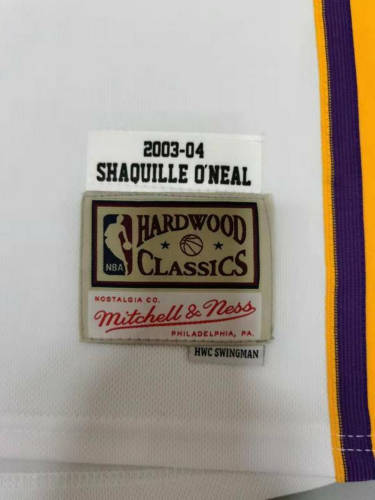 2003-04
SHAQUILLE O'NEAL
HARDWOOD
NBA
CLASSICS
NOSTALGIA CO.
Mitchell & Ness
PHILADELPHIA, PA.
HWC SWINGMAN